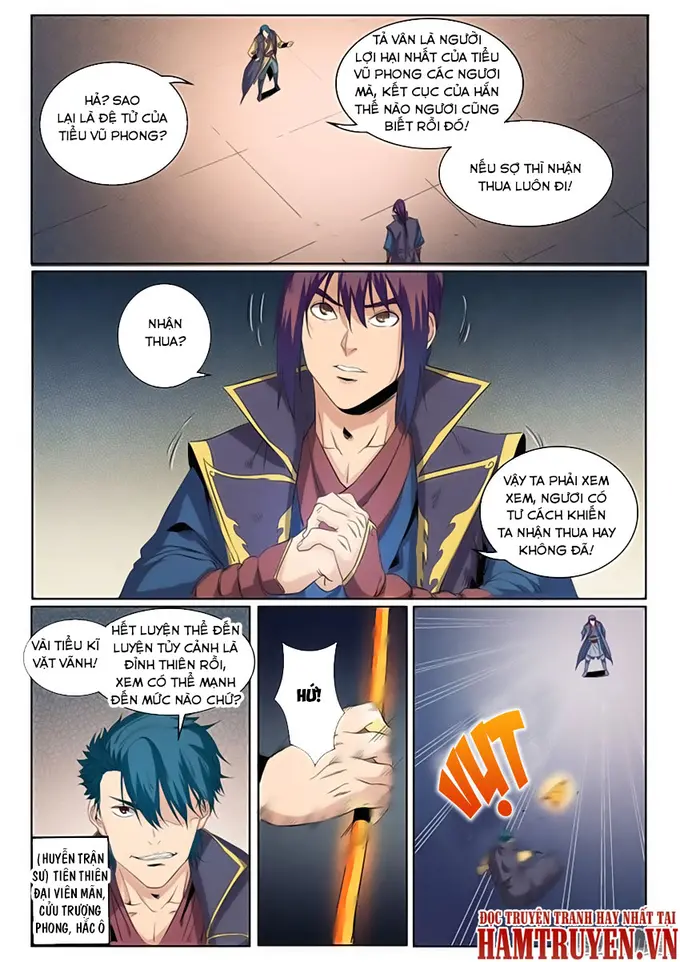 HẢ? SAO
LẠI LÀ ĐỆ TỬ CỦA
TIỂU VŨ PHONG?
TẢ VÂN LÀ NGƯỜI
LỢI HẠI NHẤT CỦA TIỂU
VŨ PHONG CÁC NGƯƠI
MÀ, KẾT CỤC CỦA HẮN
THẾ NÀO NGƯƠI CŨNG
BIẾT RỒI ĐÓ!
NẾU SỢ THÌ NHẬN
THUA LUÔN ĐI!
NHẬN
THUA?
VẬY TA PHẢI XEM
XEM, NGƯƠI CÓ
TƯ CÁCH KHIẾN
TA NHẬN THUA HAY
KHÔNG ĐÃ!
VÀI TIỂU KĨ
VẶT VÃNH!
HẾT LUYỆN THỂ ĐẾN
LUYỆN TỦY CẢNH LÀ
ĐỈNH THIÊN RỒI,
XEM CÓ THỂ MẠNH
ĐẾN MỨC NÀO CHỨ?
(HUYỄN TRẬN
SƯ) TIÊN THIÊN
ĐẠI VIÊN MÃN,
CỬU TRƯỢNG
PHONG, HẮC Ô
HỨ!
VỤT
ĐỌC TRUYỆN TRANH HAY NHẤT TẠI
HAMTRUYEN.VN